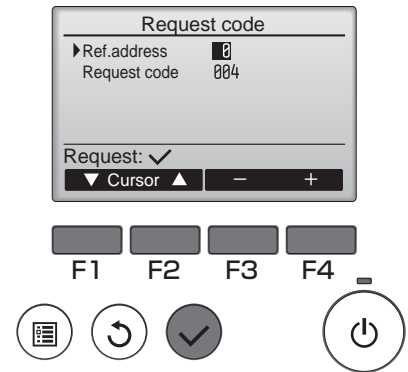 Request code
Ref.address 0
Request code 004
Request: ✓
▼ Cursor ▲ − +
F1 F2 F3 F4